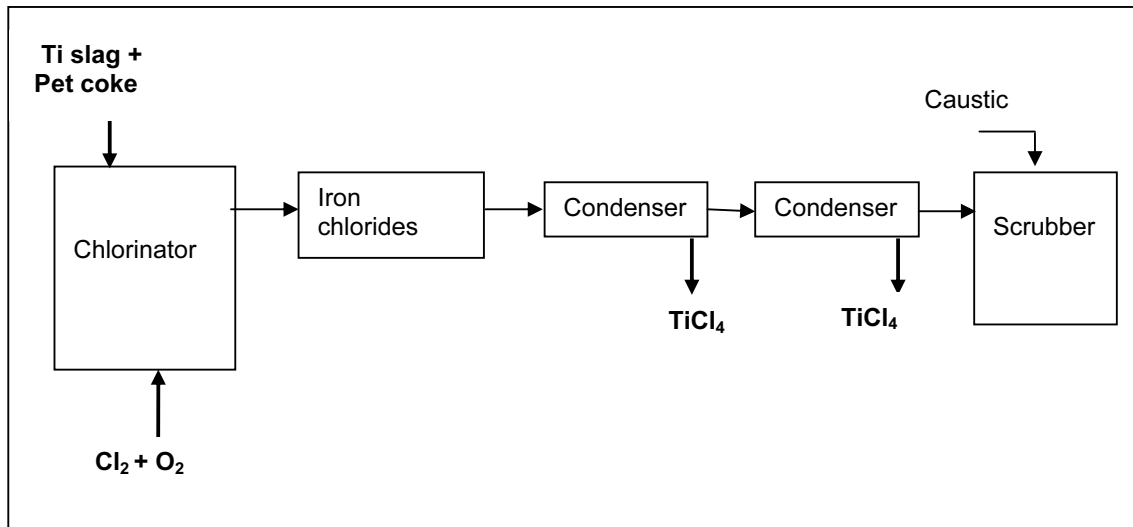 Ti slag +
Pet coke
Caustic
Iron
chlorides
Condenser
Condenser
Chlorinator
Scrubber
TiCl₄
TiCl₄
Cl₂ + O₂